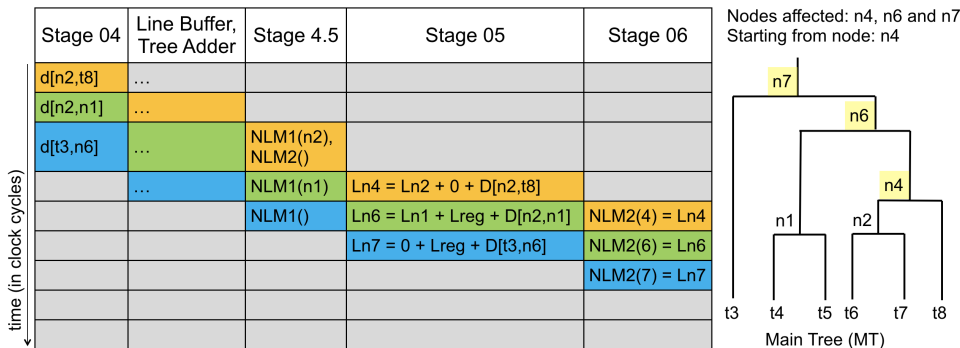 Stage 04
Line Buffer,
Tree Adder
Stage 4.5
Stage 05
Stage 06
d[n2,t8]
...
d[n2,n1]
...
d[t3,n6]
...
NLM1(n2),
NLM2()
...
NLM1(n1)
Ln4 = Ln2 + 0 + D[n2,t8]
NLM1()
Ln6 = Ln1 + Lreg + D[n2,n1]
NLM2(4) = Ln4
Ln7 = 0 + Lreg + D[t3,n6]
NLM2(6) = Ln6
NLM2(7) = Ln7
time (in clock cycles)
Nodes affected: n4, n6 and n7
Starting from node: n4
n7
n6
n4
n1
n2
t3
t4
t5
t6
t7
t8
Main Tree (MT)